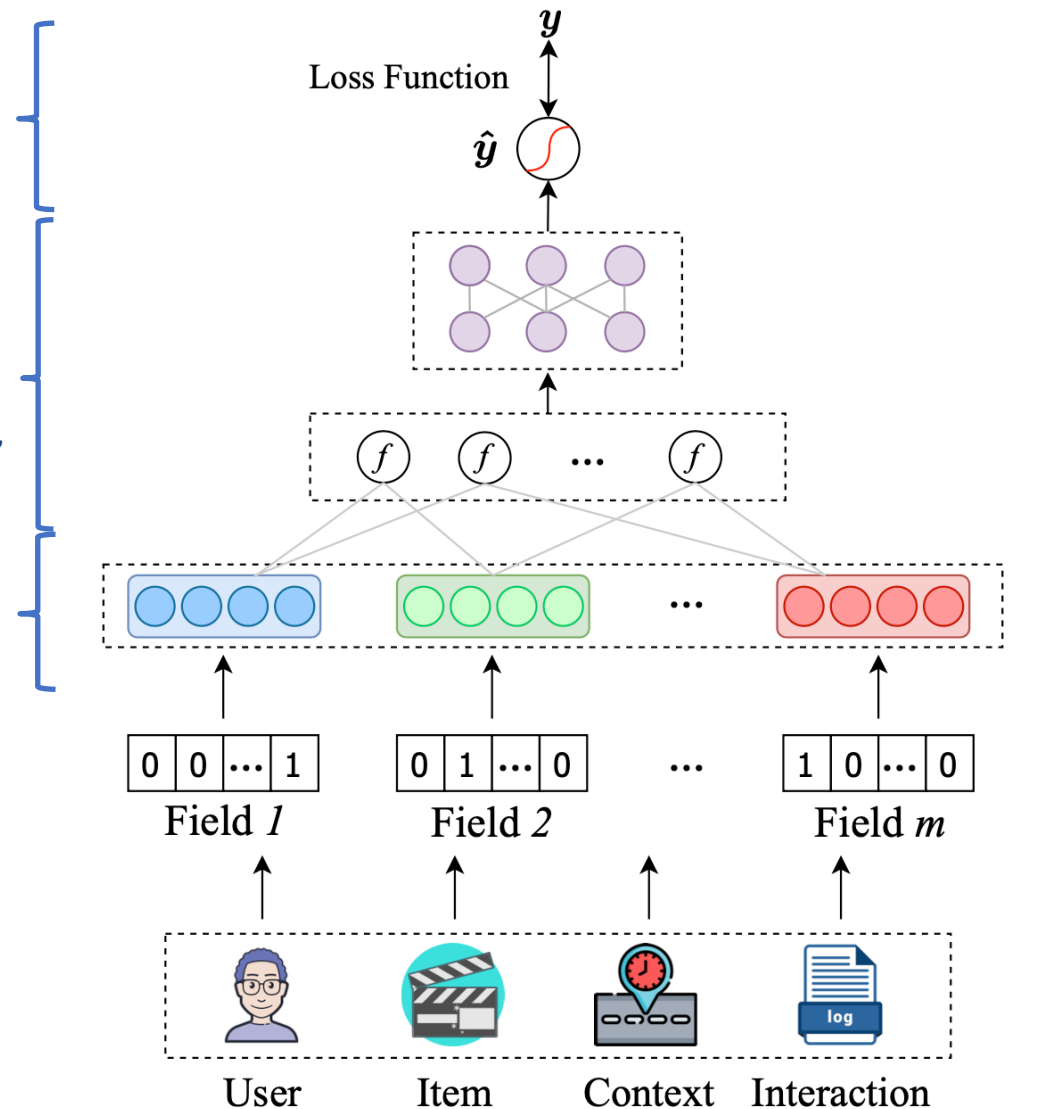 y
Loss Function
ŷ
f f ... f
...
0 0 ... 1 0 1 ... 0 ... 1 0 ... 0
Field 1 Field 2 Field m
log
User Item Context Interaction